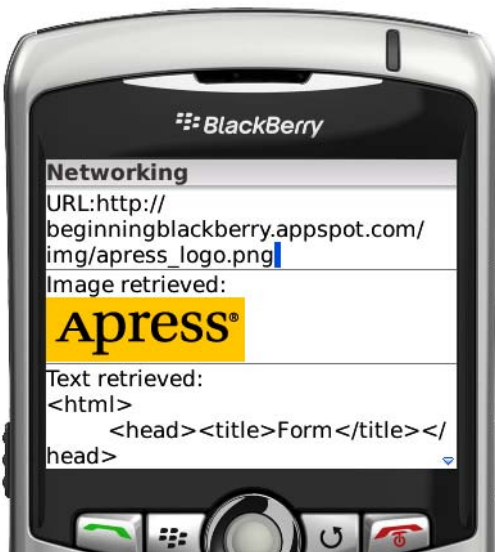 BlackBerry
Networking
URL:http://
beginningblackberry.appspot.com/
img/apress_logo.png
Image retrieved:
Apress®
Text retrieved:
<html>
<head><title>Form</title></
head>